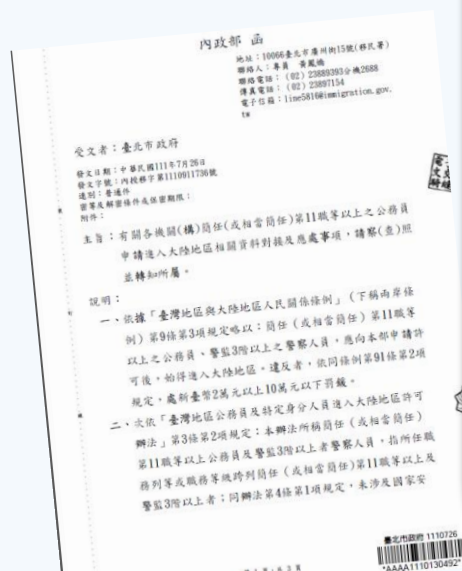 內政部 函
地址：10066臺北市廣州街15號(移民署)
聯絡人：專員 黃鳳嬌
聯絡電話：(02)23889393分機2688
傳真電話：(02)23897154
電子信箱：line5816@immigration.gov.
tw
受文者：臺北市政府
發文日期：中華民國111年7月26日
發文字號：內授移字第1110911736號
速別：普通件
密等及解密條件或保密期限：
附件：
主旨：有關各機關(構)簡任(或相當簡任)第11職等以上之公務員
申請進入大陸地區相關資料對接及應處事項，請察(查)照
並轉知所屬。
說明：
一、依據「臺灣地區與大陸地區人民關係條例」（下稱兩岸條
例）第9條第3項規定略以：簡任（或相當簡任）第11職等
以上之公務員、警監3階以上之警察人員，應向本部申請許
可後，始得進入大陸地區。違反者，依同條例第91條第2項
規定，處新臺幣2萬元以上10萬元以下罰鍰。
二、次依「臺灣地區公務員及特定身分人員進入大陸地區許可
辦法」第3條第2項規定：本辦法所稱簡任（或相當簡任）
第11職等以上公務員及警監3階以上者警察人員，指所任職
務列等或職務等級跨列簡任（或相當簡任)第11職等以上及
警監3階以上者；同辦法第4條第1項規定，未涉及國家安
臺北市政府 1110726
*AAAA1110130492*